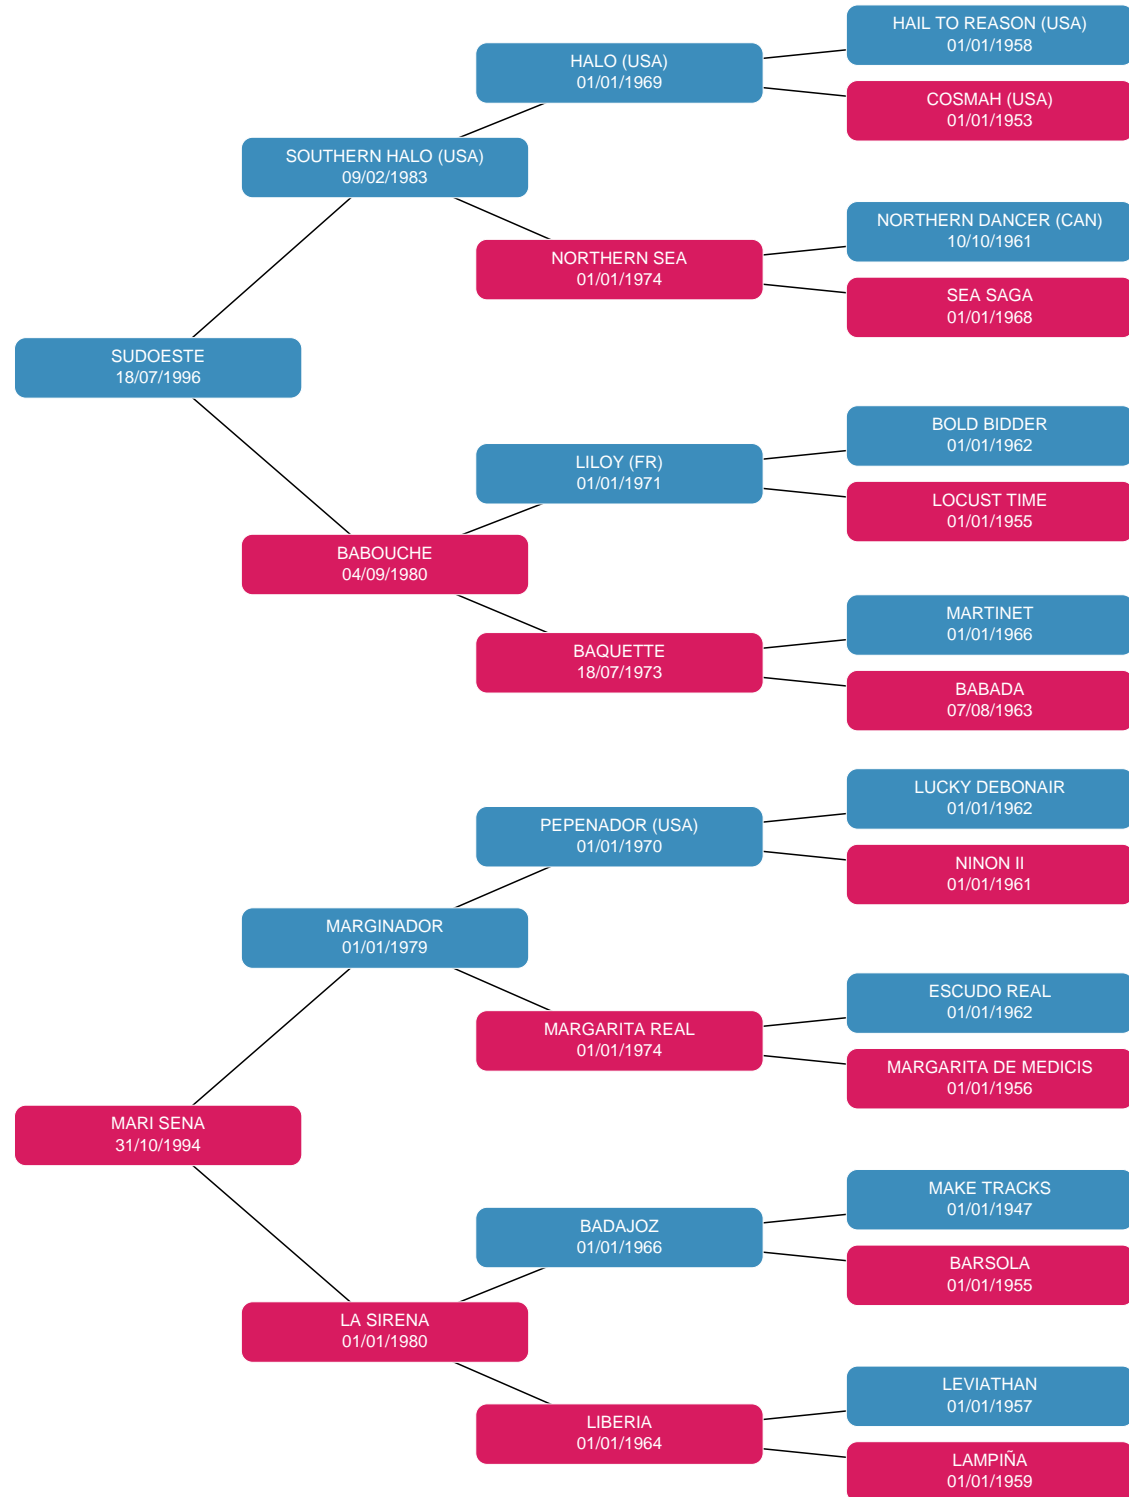 HAIL TO REASON (USA)
01/01/1958
HALO (USA)
01/01/1969
COSMAH (USA)
01/01/1953
SOUTHERN HALO (USA)
09/02/1983
NORTHERN DANCER (CAN)
10/10/1961
NORTHERN SEA
01/01/1974
SEA SAGA
01/01/1968
SUDOESTE
18/07/1996
BOLD BIDDER
01/01/1962
LILOY (FR)
01/01/1971
LOCUST TIME
01/01/1955
BABOUCHE
04/09/1980
MARTINET
01/01/1966
BAQUETTE
18/07/1973
BABADA
07/08/1963
LUCKY DEBONAIR
01/01/1962
PEPENADOR (USA)
01/01/1970
NINON II
01/01/1961
MARGINADOR
01/01/1979
ESCUDO REAL
01/01/1962
MARGARITA REAL
01/01/1974
MARGARITA DE MEDICIS
01/01/1956
MARI SENA
31/10/1994
MAKE TRACKS
01/01/1947
BADAJOZ
01/01/1966
BARSOLA
01/01/1955
LA SIRENA
01/01/1980
LEVIATHAN
01/01/1957
LIBERIA
01/01/1964
LAMPIÑA
01/01/1959